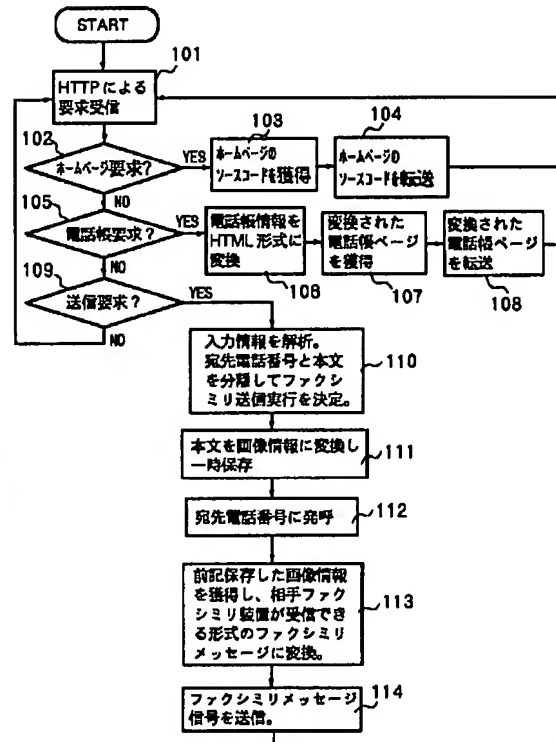 START
101
HTTPによる
要求受信
102
ホームページ要求?
YES
NO
103
ホームページの
ソースコードを獲得
104
ホームページの
ソースコードを転送
105
電話帳要求?
YES
NO
電話帳情報を
HTML形式に
変換
106
変換された
電話帳ページ
を獲得
107
変換された
電話帳ページ
を転送
108
109
送信要求?
YES
NO
入力情報を解析。
宛先電話番号と本文
を分離してファクシ
ミリ送信実行を決定。
110
本文を画像情報に変換し
一時保存
111
宛先電話番号に発呼
112
前記保存した画像情報
を獲得し、相手ファク
シミリ装置が受信でき
る形式のファクシミリ
メッセージに変換。
113
ファクシミリメッセージ
信号を送信。
114